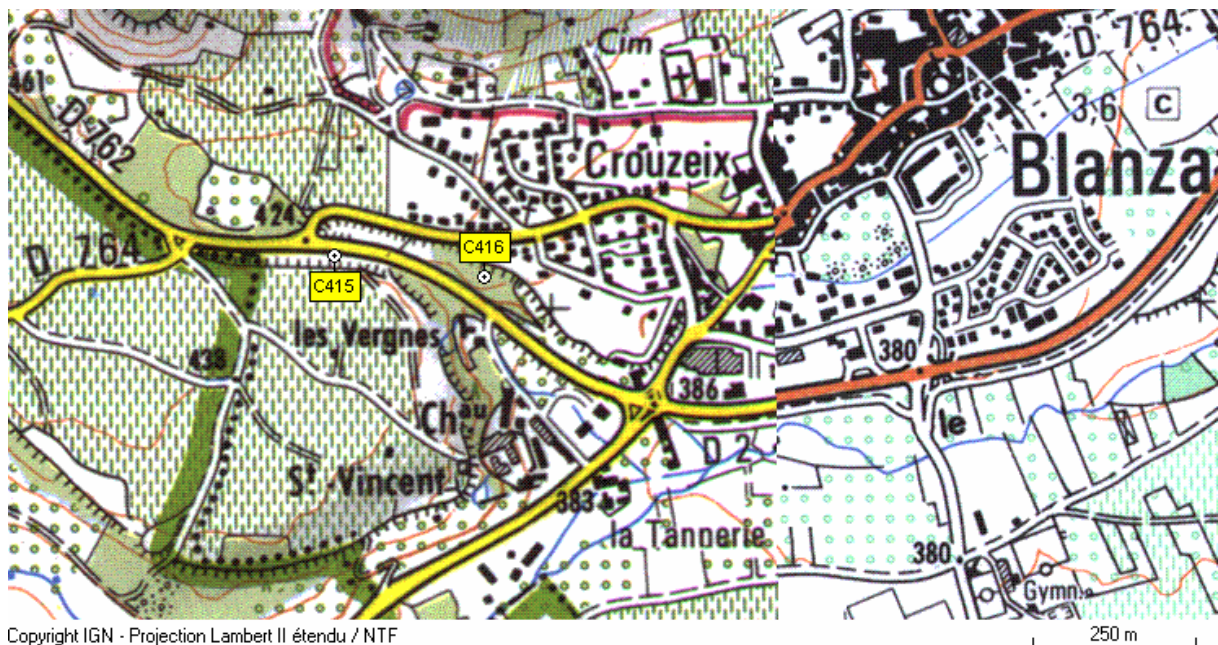 Cim
D 764
461
D 762
3,6
C
Crouzeix
Blanza
424
C416
D 764
C415
les Vergnes
438
380
386
le
Chau
D 2
St Vincent
383
la Tannerie
380
Gymn.
Copyright IGN - Projection Lambert II étendu / NTF
250 m